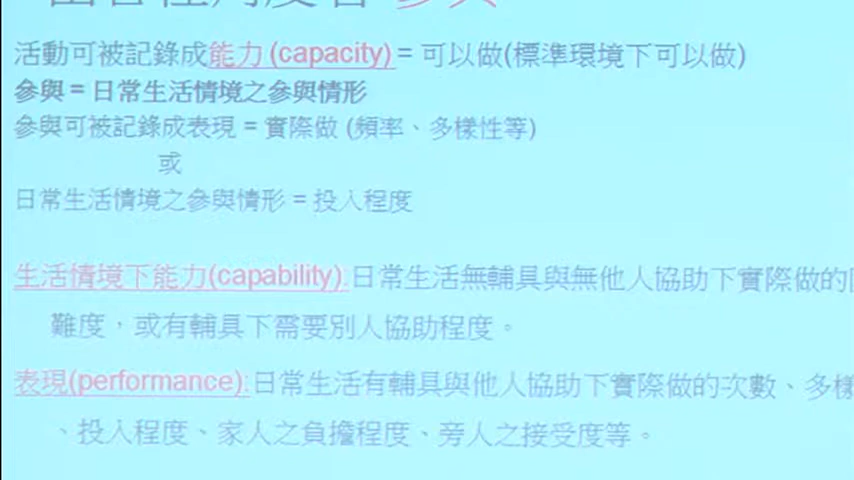 活動可被記錄成能力(capacity) = 可以做(標準環境下可以做)
參與 = 日常生活情境之參與情形
參與可被記錄成表現 = 實際做 (頻率、多樣性等)
或
日常生活情境之參與情形 = 投入程度
生活情境下能力(capability):日常生活無輔具與無他人協助下實際做的
難度，或有輔具下需要別人協助程度。
表現(performance):日常生活有輔具與他人協助下實際做的次數、多樣
、投入程度、家人之負擔程度、旁人之接受度等。